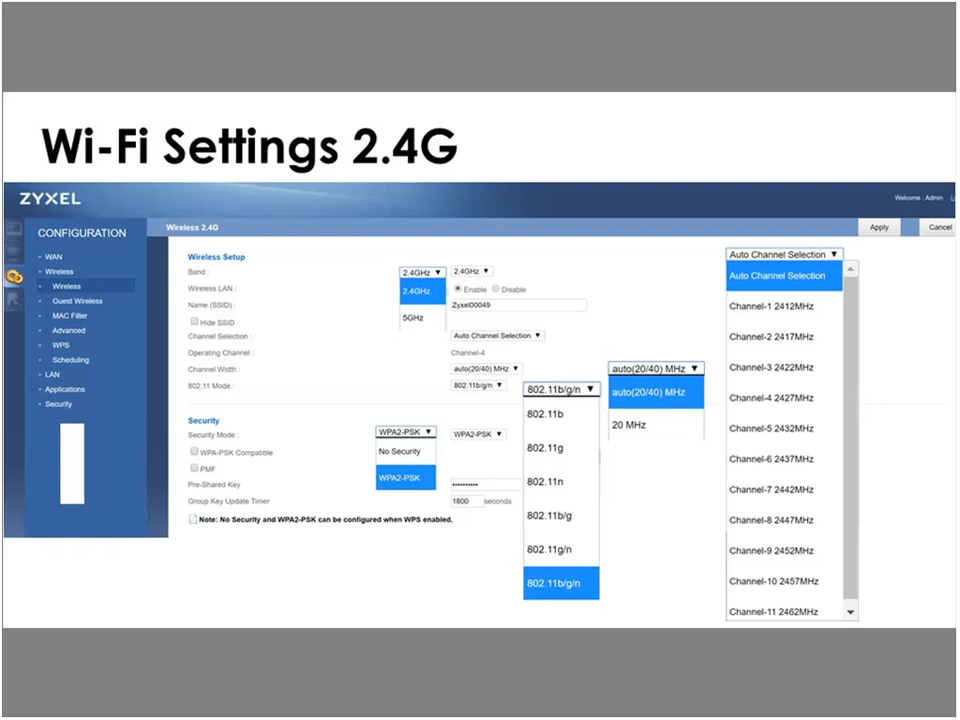 Wi-Fi Settings 2.4G
ZYXEL
Welcome : Admin
CONFIGURATION
Wireless 2.4G
Apply
Cancel
- WAN
- Wireless
- Wireless
- Guest Wireless
- MAC Filter
- Advanced
- WPS
- Scheduling
- LAN
- Applications
- Security
Wireless Setup
Band :
2.4GHz ▼
2.4GHz ▼
2.4GHz
5GHz
Wireless LAN :
Enable
Disable
Name (SSID) :
Zyxel00049
Hide SSID
Channel Selection :
Auto Channel Selection ▼
Operating Channel :
Channel-4
Channel Width :
auto(20/40) MHz ▼
802.11 Mode :
802.11b/g/n ▼
Security
Security Mode :
WPA2-PSK ▼
WPA2-PSK ▼
No Security
WPA2-PSK
WPA-PSK Compatible
PMF
Pre-Shared Key
••••••••••
Group Key Update Timer
1800 seconds
Note: No Security and WPA2-PSK can be configured when WPS enabled.
802.11b/g/n ▼
802.11b
802.11g
802.11n
802.11b/g
802.11g/n
802.11b/g/n
auto(20/40) MHz ▼
auto(20/40) MHz
20 MHz
Auto Channel Selection ▼
Auto Channel Selection
Channel-1 2412MHz
Channel-2 2417MHz
Channel-3 2422MHz
Channel-4 2427MHz
Channel-5 2432MHz
Channel-6 2437MHz
Channel-7 2442MHz
Channel-8 2447MHz
Channel-9 2452MHz
Channel-10 2457MHz
Channel-11 2462MHz